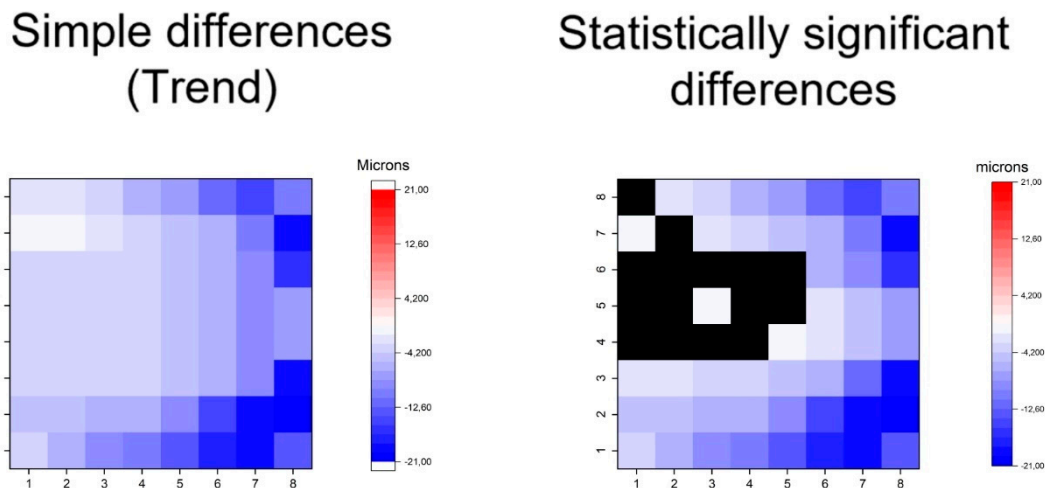 Simple differences
(Trend)
Statistically significant
differences
Microns
21,00
12,60
4,200
-4,200
-12,60
-21,00
1 2 3 4 5 6 7 8
microns
21,00
12,60
4,200
-4,200
-12,60
-21,00
8
7
6
5
4
3
2
1
1 2 3 4 5 6 7 8